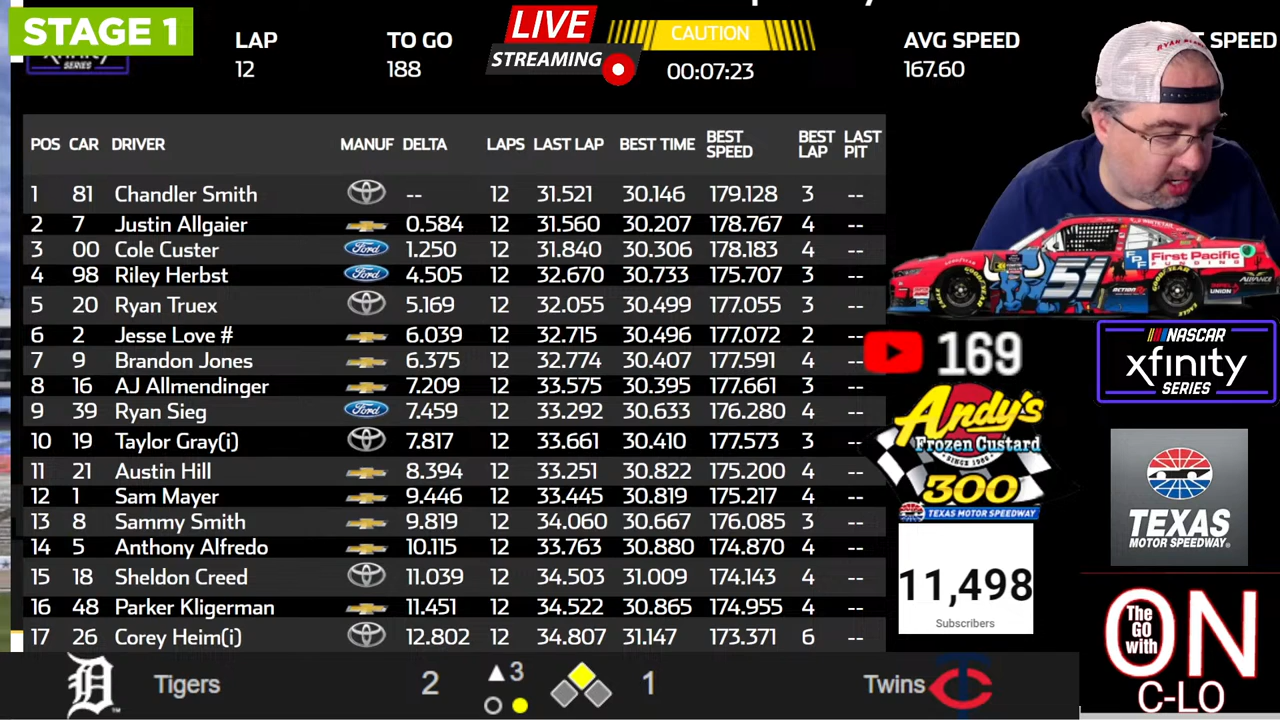 STAGE 1
LAP
12
TO GO
188
LIVE
STREAMING
CAUTION
00:07:23
AVG SPEED
167.60
SPEED
SERIES
POS CAR DRIVER MANUF DELTA LAPS LAST LAP BEST TIME BEST SPEED BEST LAP LAST PIT
1 81 Chandler Smith -- 12 31.521 30.146 179.128 3 --
2 7 Justin Allgaier 0.584 12 31.560 30.207 178.767 4 --
3 00 Cole Custer Ford 1.250 12 31.840 30.306 178.183 4 --
4 98 Riley Herbst Ford 4.505 12 32.670 30.733 175.707 3 --
5 20 Ryan Truex 5.169 12 32.055 30.499 177.055 3 --
6 2 Jesse Love # 6.039 12 32.715 30.496 177.072 2 --
7 9 Brandon Jones 6.375 12 32.774 30.407 177.591 4 --
8 16 AJ Allmendinger 7.209 12 33.575 30.395 177.661 3 --
9 39 Ryan Sieg Ford 7.459 12 33.292 30.633 176.280 4 --
10 19 Taylor Gray(i) 7.817 12 33.661 30.410 177.573 3 --
11 21 Austin Hill 8.394 12 33.251 30.822 175.200 4 --
12 1 Sam Mayer 9.446 12 33.445 30.819 175.217 4 --
13 8 Sammy Smith 9.819 12 34.060 30.667 176.085 3 --
14 5 Anthony Alfredo 10.115 12 33.763 30.880 174.870 4 --
15 18 Sheldon Creed 11.039 12 34.503 31.009 174.143 4 --
16 48 Parker Kligerman 11.451 12 34.522 30.865 174.955 4 --
17 26 Corey Heim(i) 12.802 12 34.807 31.147 173.371 6 --
51
First Pacific
FUNDING
169
NASCAR
xfinity
SERIES
Andy's
Frozen Custard
SINCE 1986
300
TEXAS MOTOR SPEEDWAY
TEXAS
MOTOR SPEEDWAY
11,498
Subscribers
The
GO
with
ON
C-LO
Tigers 2 ▲3 1 Twins